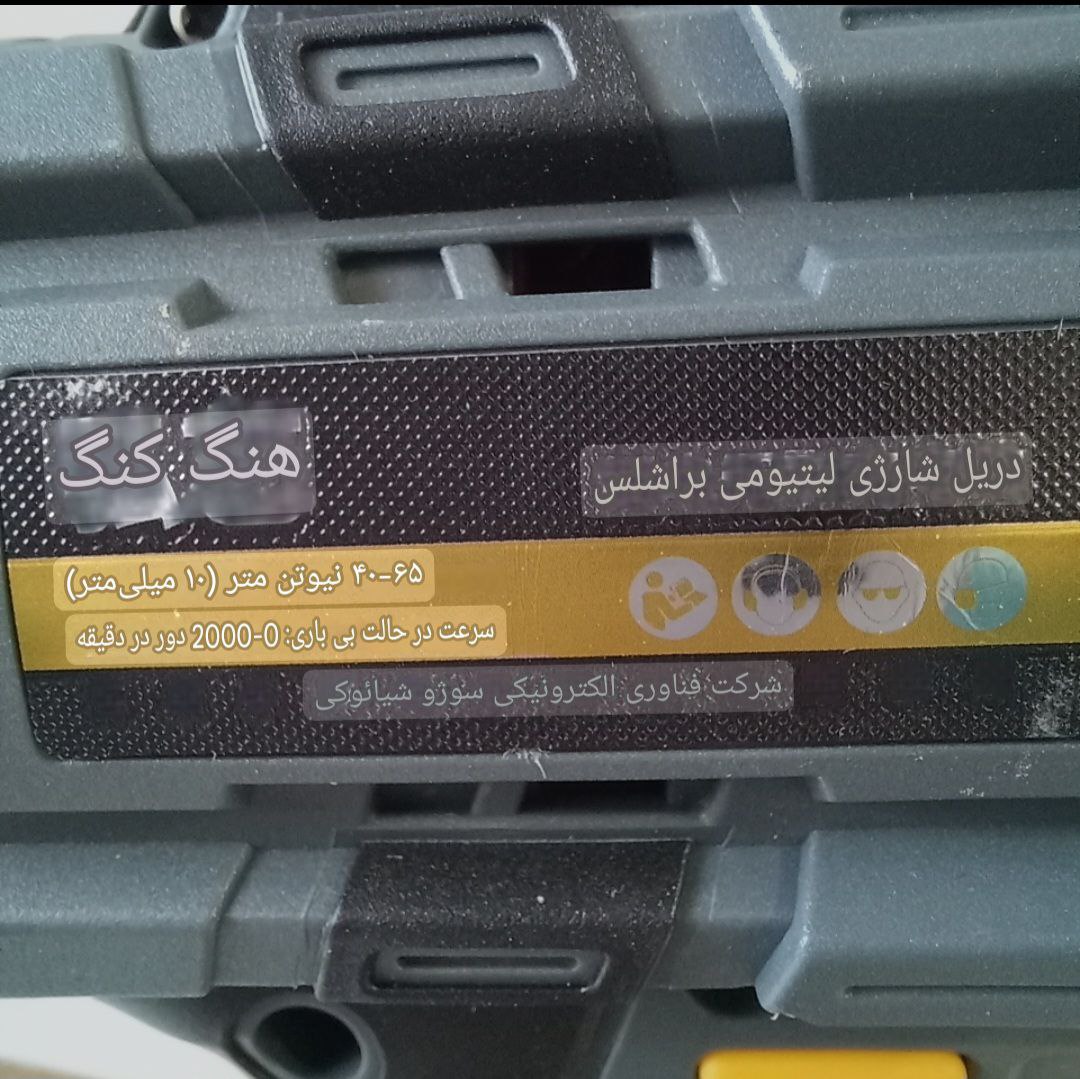 هنگ کنگ
دریل شارژی لیتیومی براشلس
۴۰-۶۵ نیوتن متر (۱۰ میلی‌متر)
سرعت در حالت بی باری: 0-2000 دور در دقیقه
شرکت فناوری الکترونیکی سوژو شیائوکی